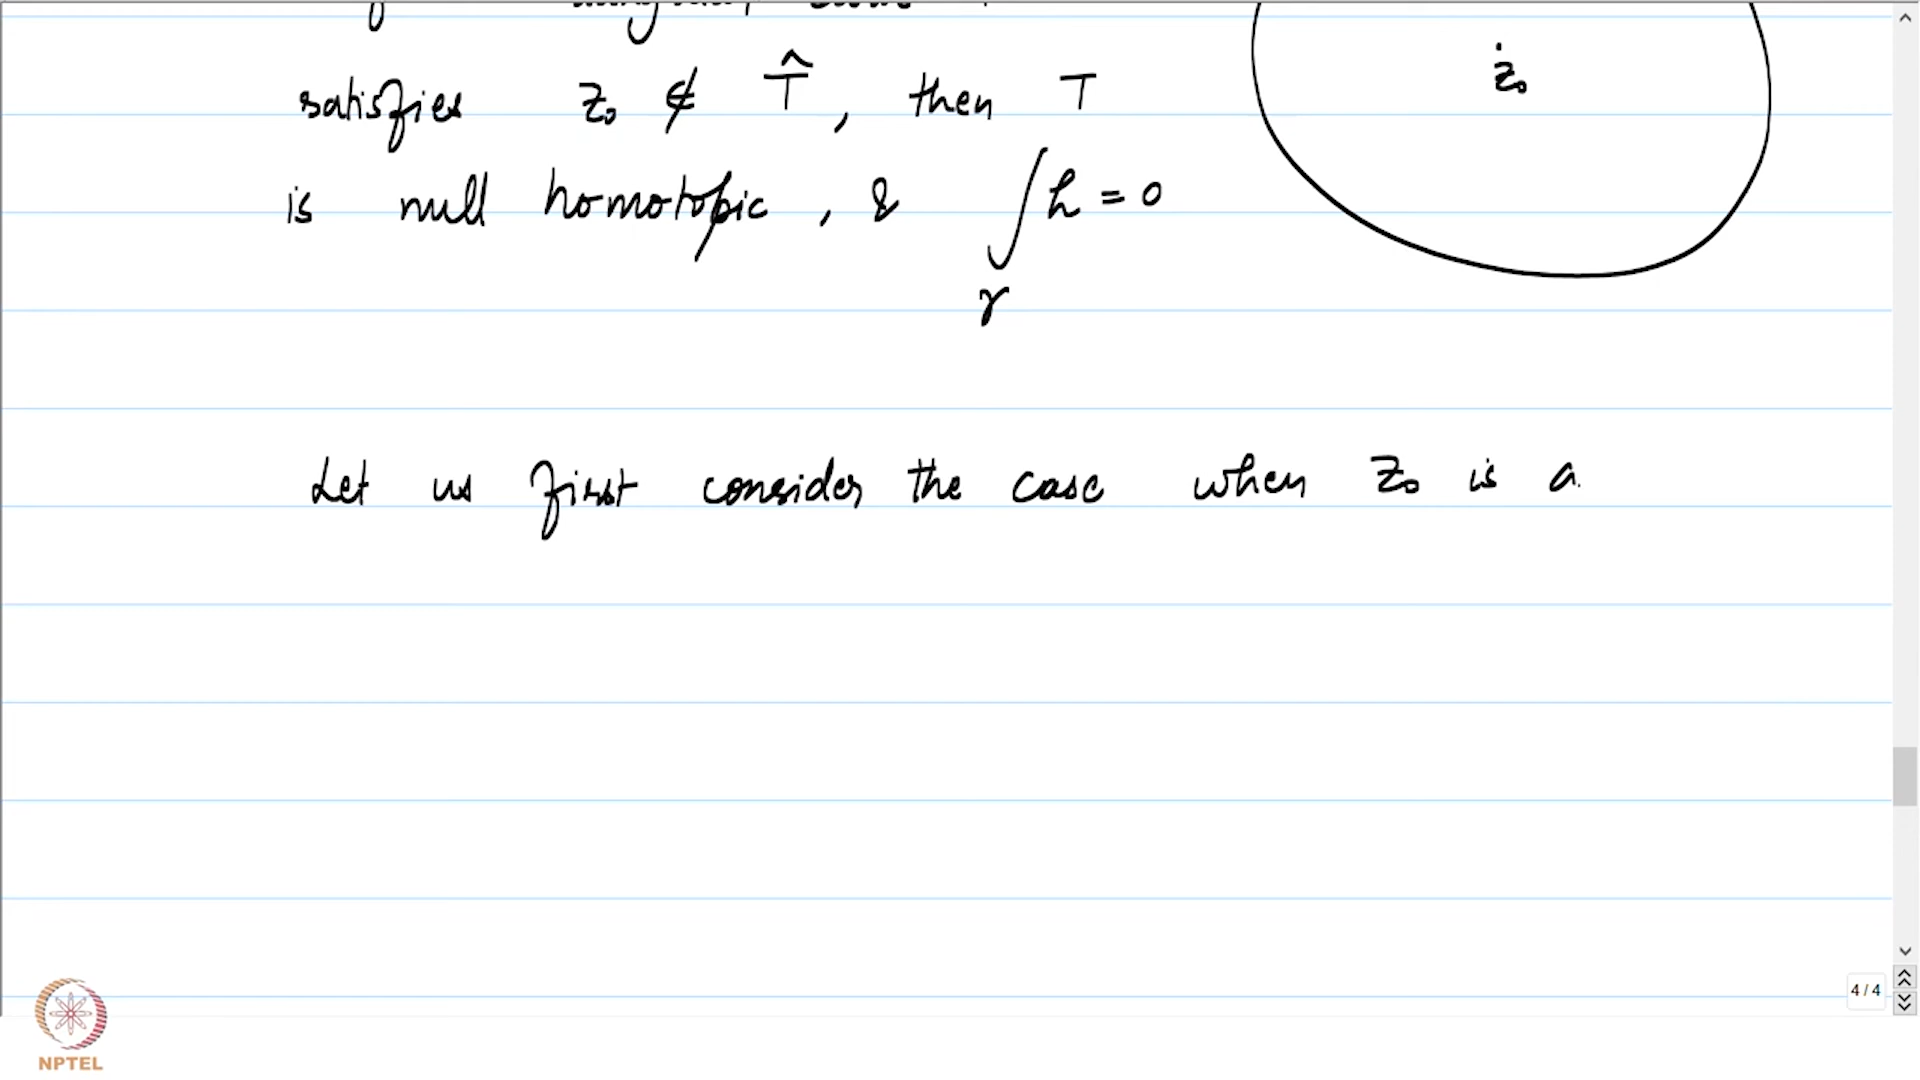 satisfies z₀ ∉ T̂, then T
is null homotopic, & ∫_γ h = 0
z₀
Let us first consider the case when z₀ is a
4 / 4
NPTEL